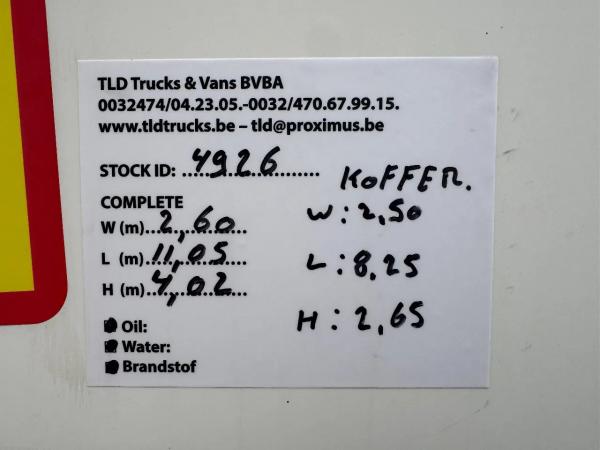 TLD Trucks & Vans BVBA
0032474/04.23.05.-0032/470.67.99.15.
www.tldtrucks.be – tld@proximus.be
STOCK ID: 4926
COMPLETE
W (m) 2,60
L (m) 11,05
H (m) 4,02
Oil:
Water:
Brandstof
KOFFER.
W: 2,50
L: 8,25
H: 2,65